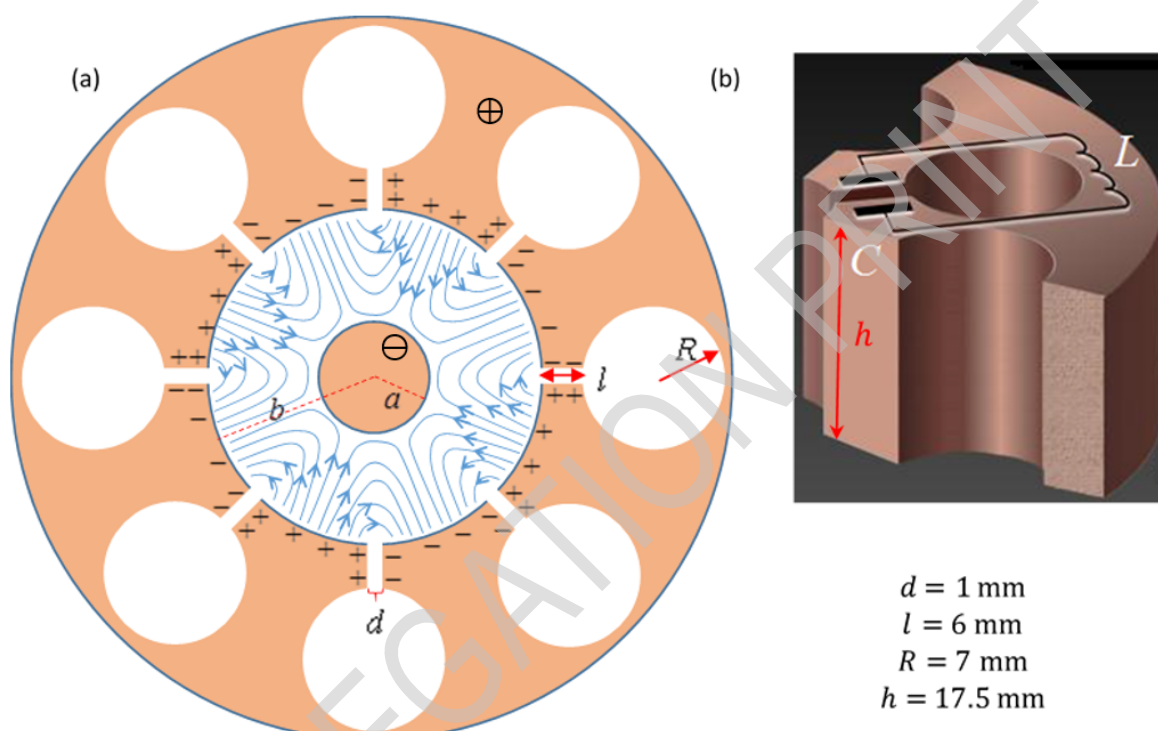 (a)
(b)
L
C
h
R
l
b
a
d
d = 1 mm
l = 6 mm
R = 7 mm
h = 17.5 mm
EGATION PRINT